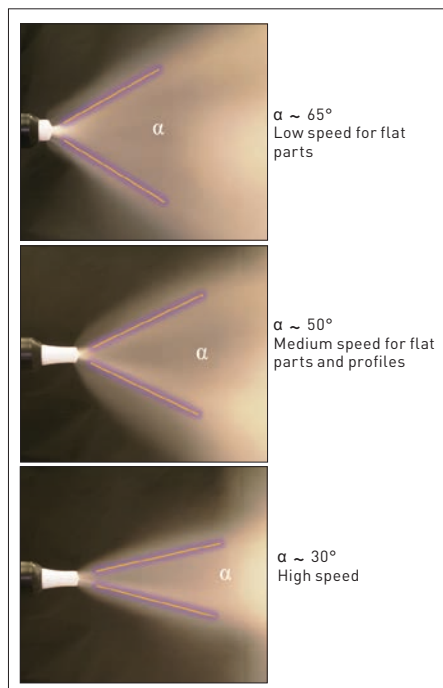 α
α ~ 65°
Low speed for flat
parts
α
α ~ 50°
Medium speed for flat
parts and profiles
α
α ~ 30°
High speed